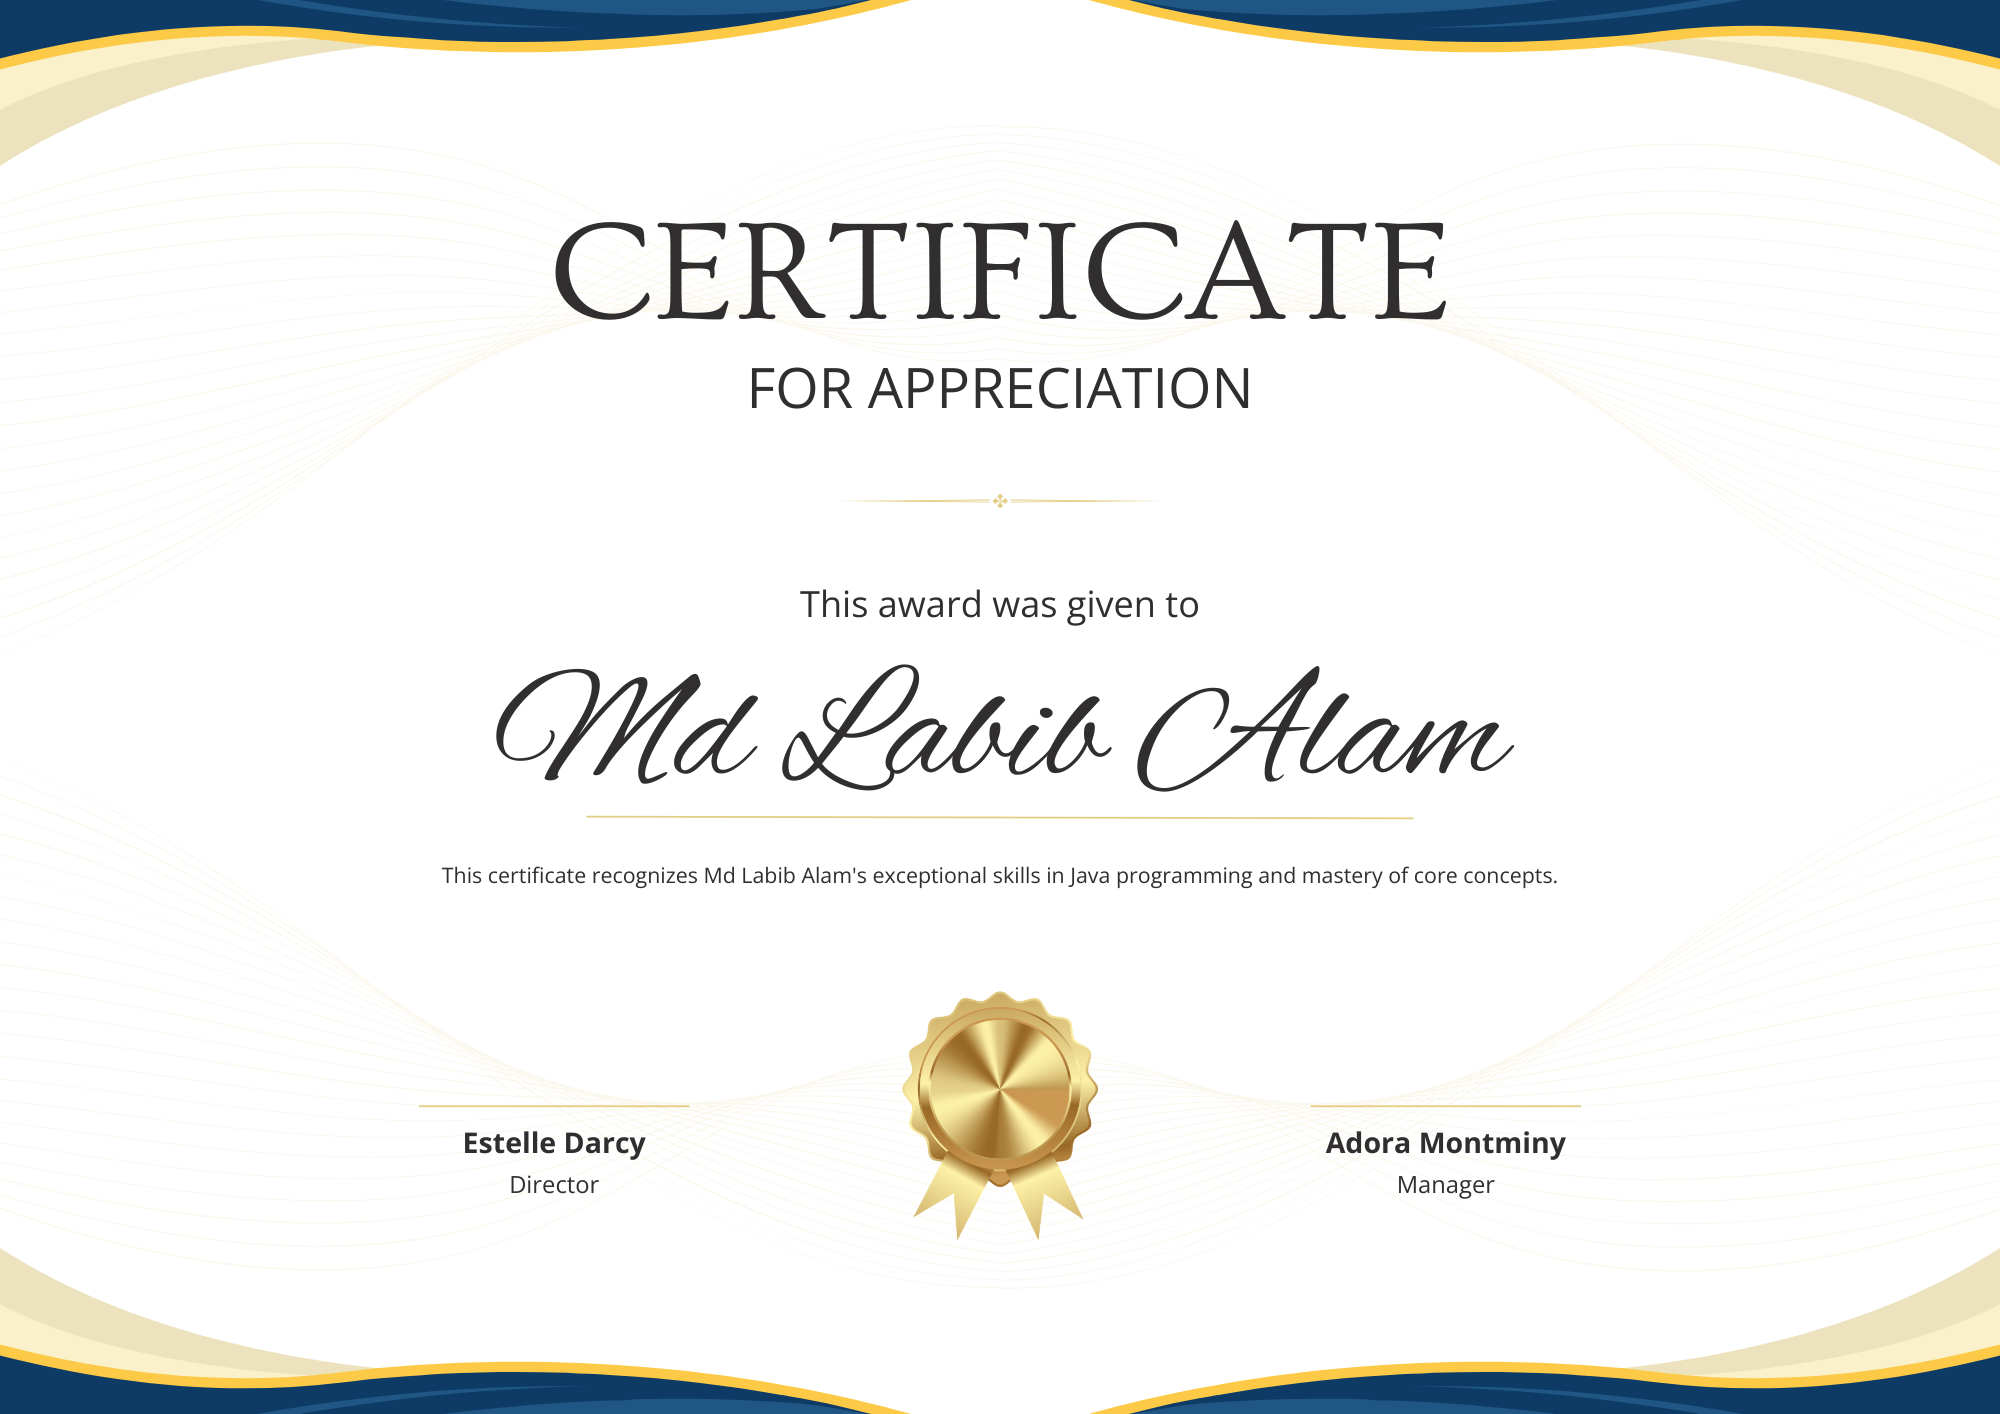 CERTIFICATE
FOR APPRECIATION
This award was given to
Md Labib Alam
This certificate recognizes Md Labib Alam's exceptional skills in Java programming and mastery of core concepts.
Estelle Darcy
Director
Adora Montminy
Manager